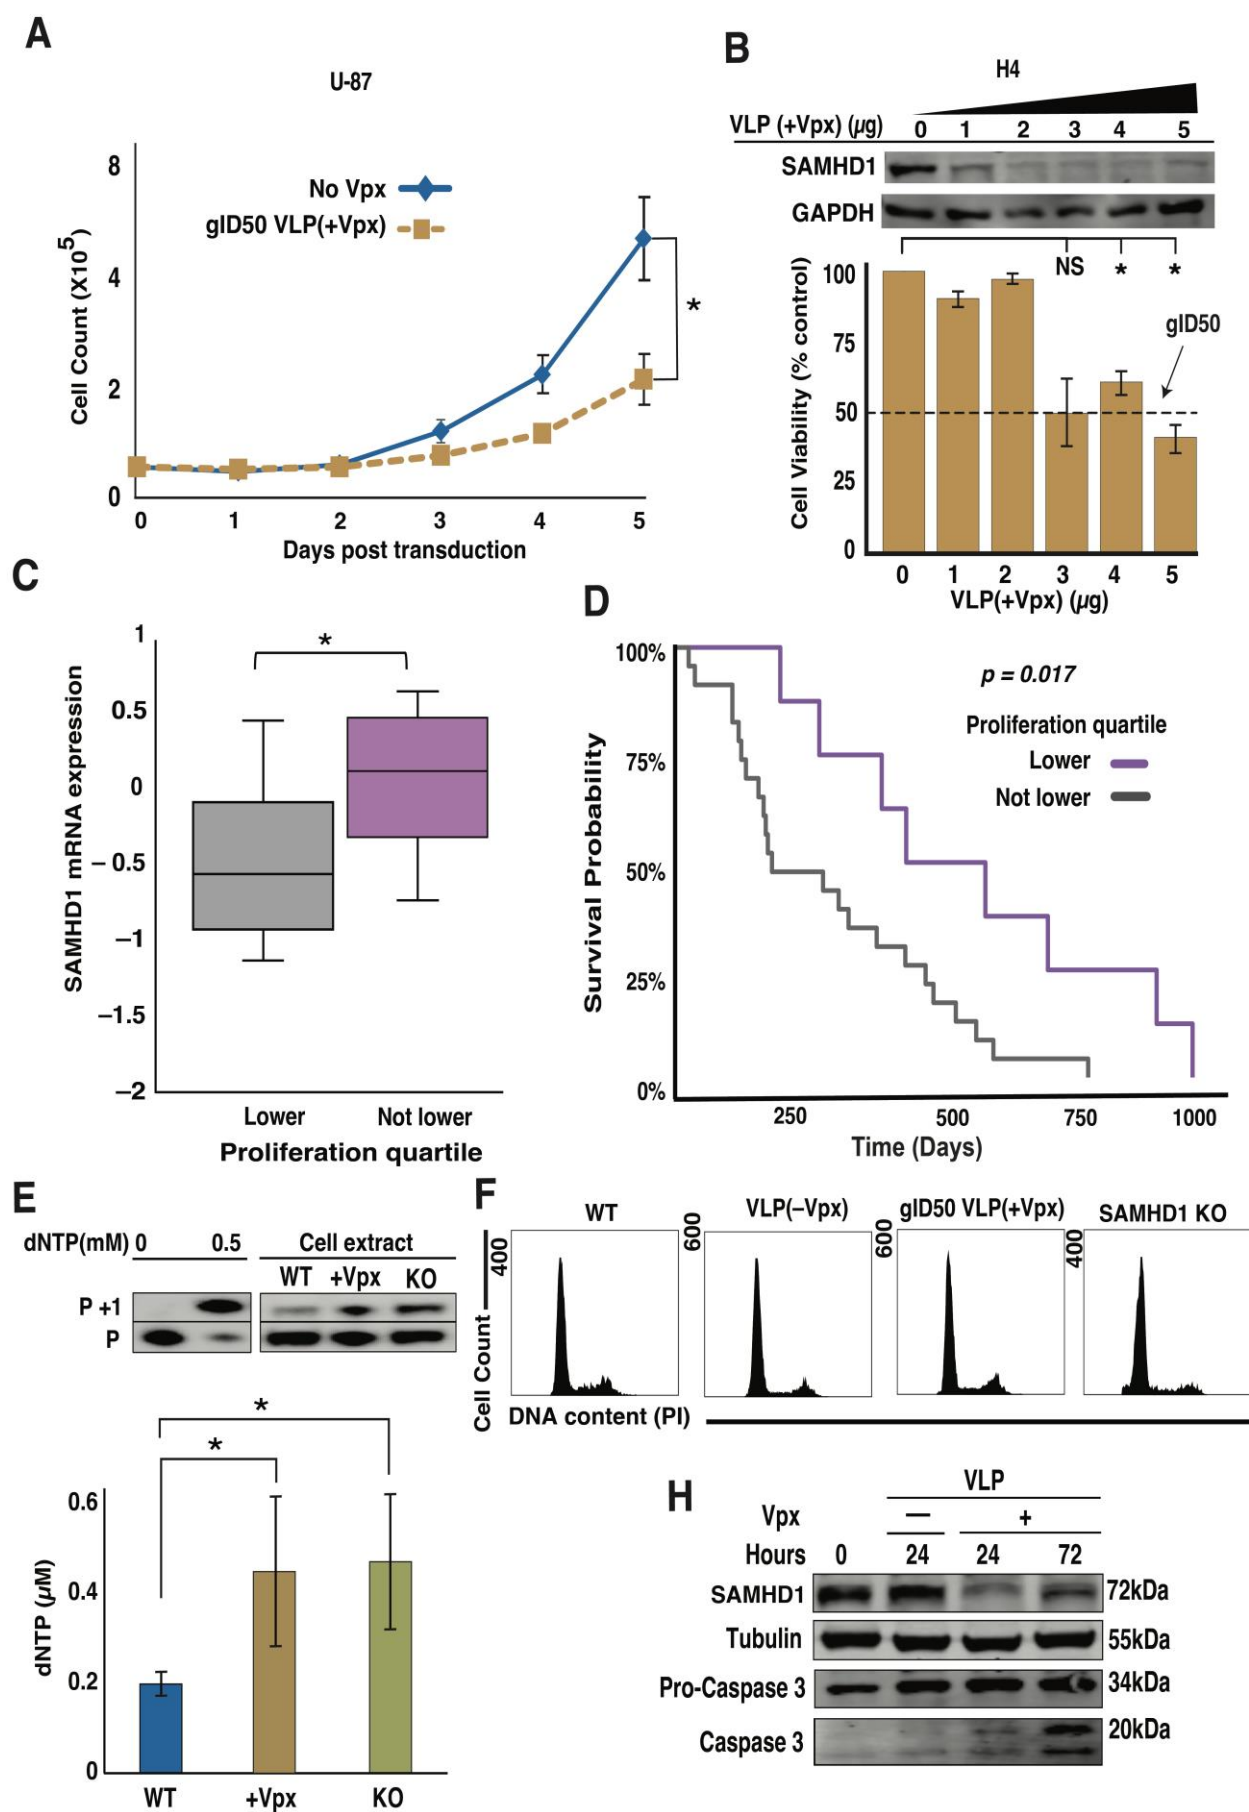 A
U-87
8
4
2
0
Cell Count (X10⁵)
No Vpx
gID50 VLP(+Vpx)
*
0 1 2 3 4 5
Days post transduction
B
H4
VLP (+Vpx) (µg) 0 1 2 3 4 5
SAMHD1
GAPDH
NS * *
gID50
100
75
50
25
0
Cell Viability (% control)
0 1 2 3 4 5
VLP(+Vpx) (µg)
C
*
1
0.5
0
– 0.5
–1
–1.5
–2
SAMHD1 mRNA expression
Lower Not lower
Proliferation quartile
D
100%
75%
50%
25%
0%
Survival Probability
p = 0.017
Proliferation quartile
Lower
Not lower
250 500 750 1000
Time (Days)
E
dNTP(mM) 0 0.5 Cell extract
WT +Vpx KO
P +1
P
*
*
0.6
0.4
0.2
0
dNTP (µM)
WT +Vpx KO
F
WT VLP(–Vpx) gID50 VLP(+Vpx) SAMHD1 KO
400 600 600 400
Cell Count
DNA content (PI)
H
VLP
Vpx — +
Hours 0 24 24 72
SAMHD1 72kDa
Tubulin 55kDa
Pro-Caspase 3 34kDa
Caspase 3 20kDa